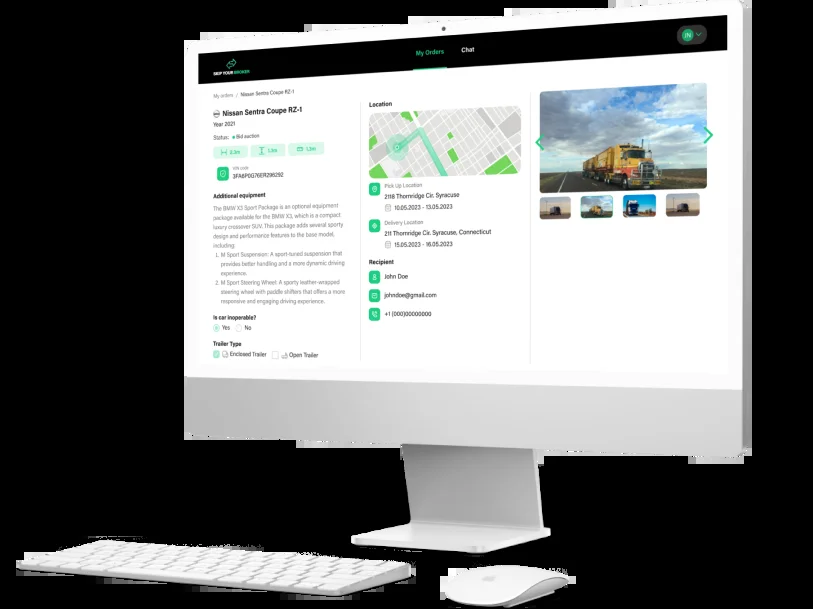 My Orders
Chat
IN
SKIP YOUR BROKER
My orders / Nissan Sentra Coupe RZ-1
Nissan Sentra Coupe RZ-1
Year 2021
Status: Bid auction
1,3m
VIN code
3FA6P0G76ER296292
Additional equipment
The BMW X3 Sport Package is an optional equipment
package available for the BMW X3, which is a compact
luxury crossover SUV. This package adds several sporty
design and performance features to the base model,
including:
1. M Sport Suspension: A sport-tuned suspension that
provides better handling and a more dynamic driving
experience.
2. M Sport Steering Wheel: A sporty leather-wrapped
steering wheel with paddle shifters that offers a more
responsive and engaging driving experience.
Is car inoperable?
Yes No
Trailer Type
Enclosed Trailer Open Trailer
Location
Pick Up Location
2118 Thornridge Cir. Syracuse
10.05.2023 - 13.05.2023
Delivery Location
211 Thornridge Cir. Syracuse, Connecticut
15.05.2023 - 16.05.2023
Recipient
John Doe
johndoe@gmail.com
+1 (000)00000000